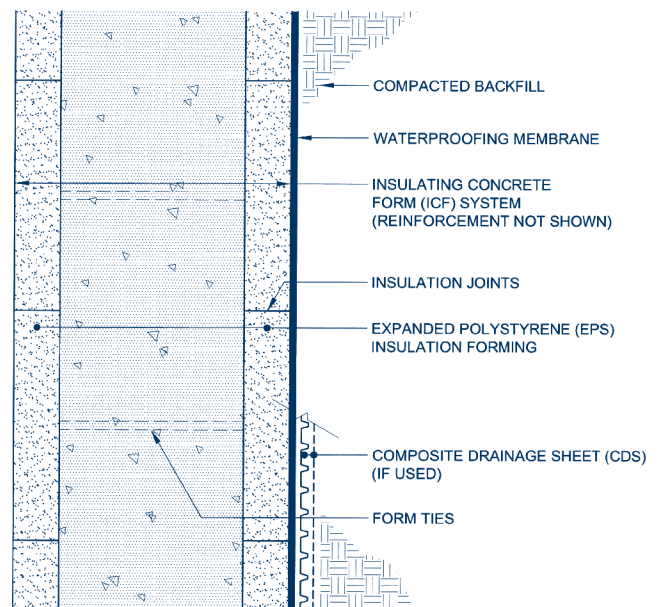 COMPACTED BACKFILL
WATERPROOFING MEMBRANE
INSULATING CONCRETE
FORM (ICF) SYSTEM
(REINFORCEMENT NOT SHOWN)
INSULATION JOINTS
EXPANDED POLYSTYRENE (EPS)
INSULATION FORMING
COMPOSITE DRAINAGE SHEET (CDS)
(IF USED)
FORM TIES